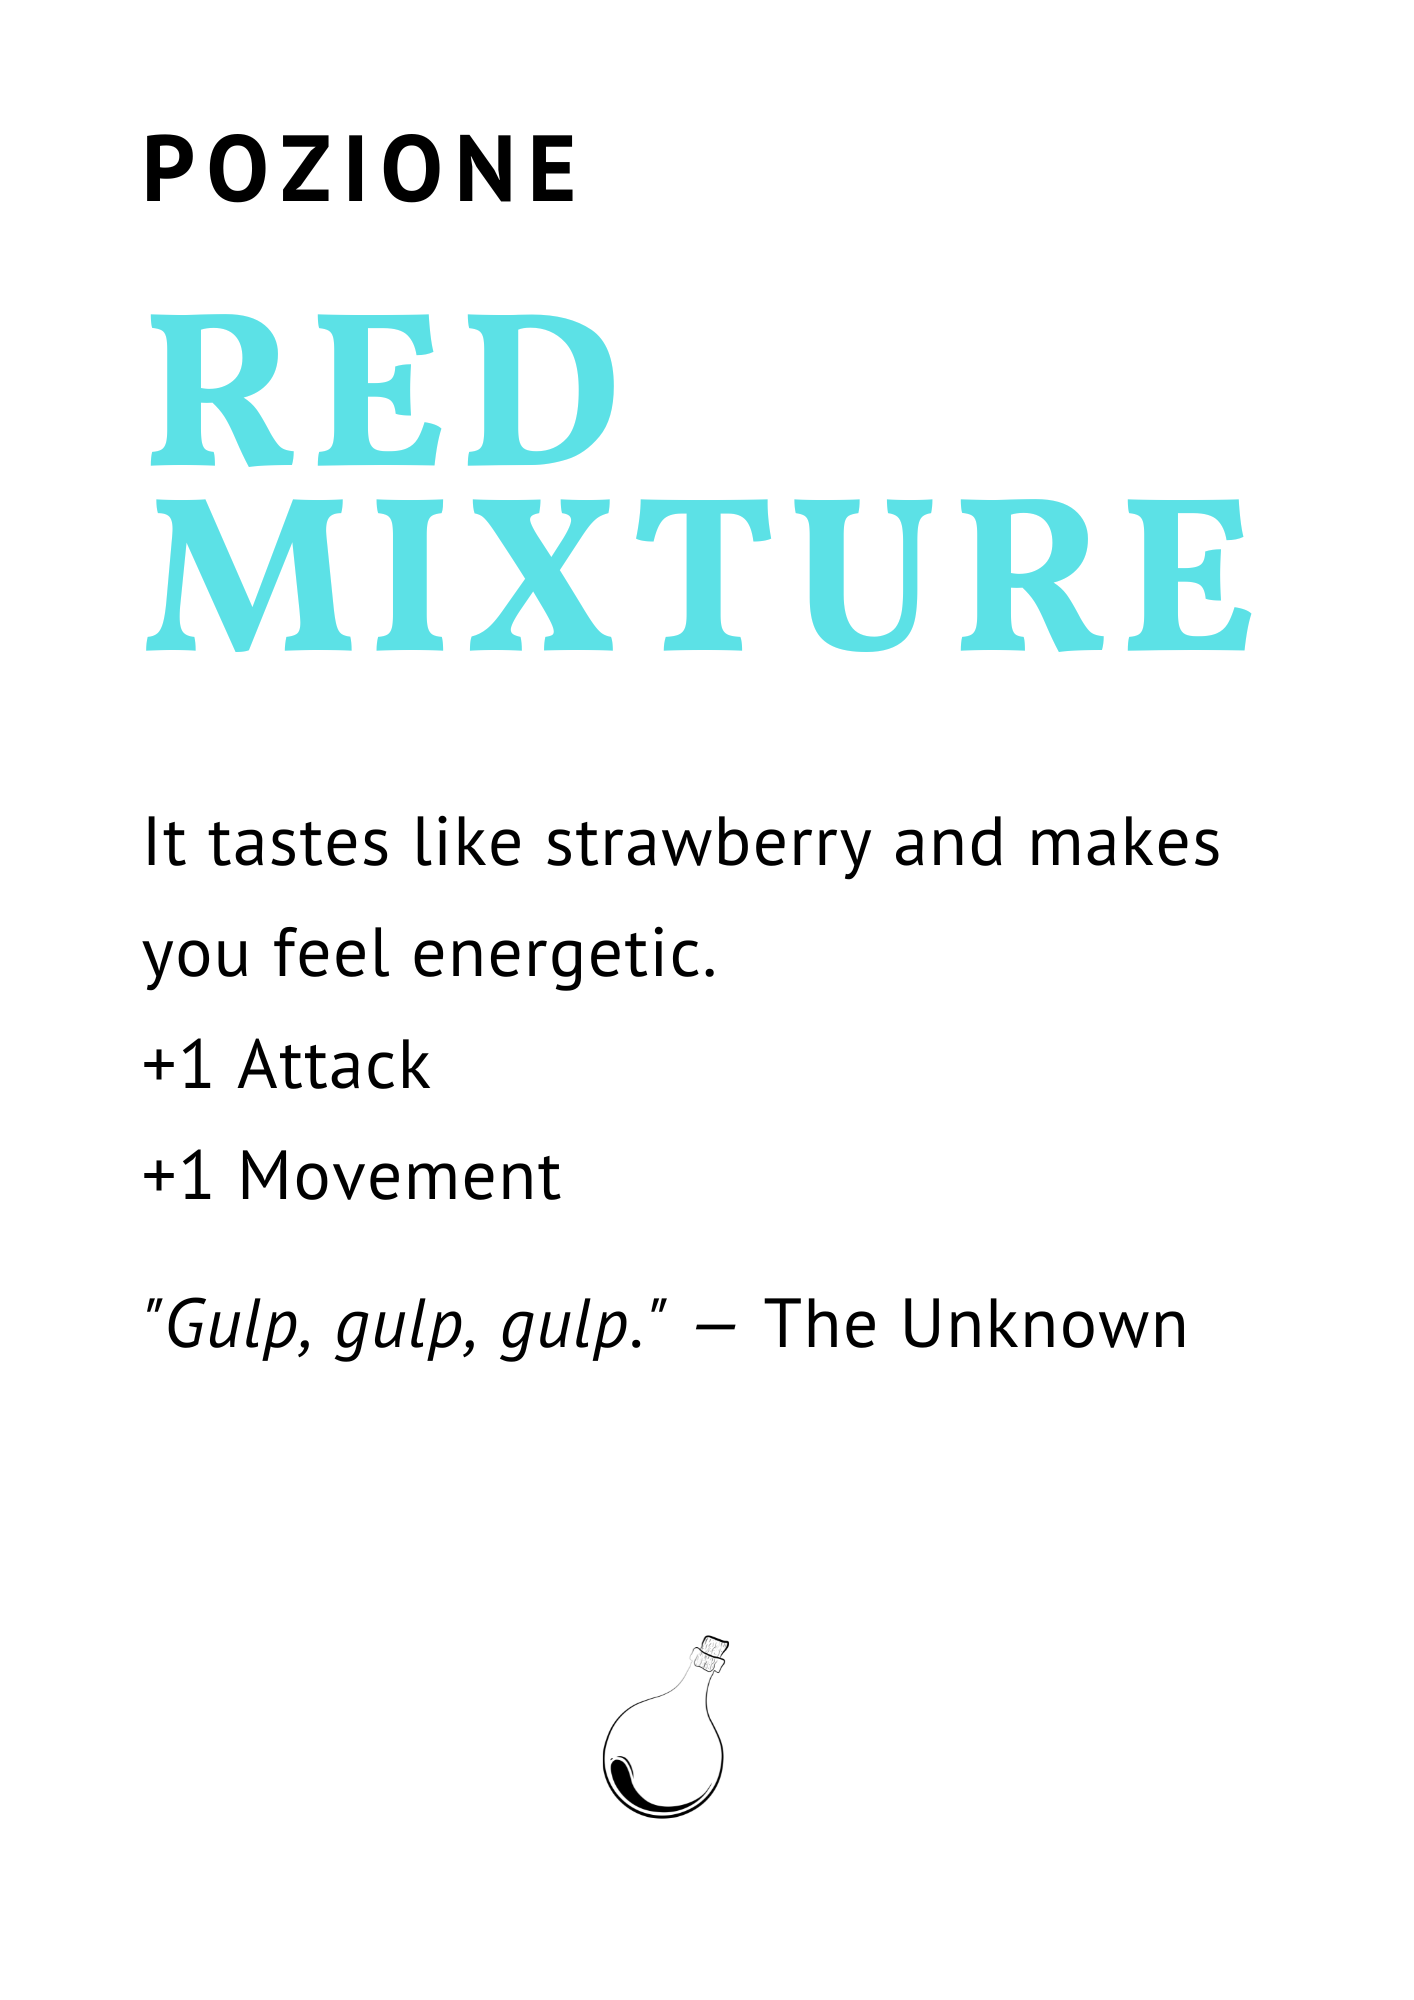 POZIONE
RED
MIXTURE
It tastes like strawberry and makes
you feel energetic.
+1 Attack
+1 Movement
"Gulp, gulp, gulp." — The Unknown